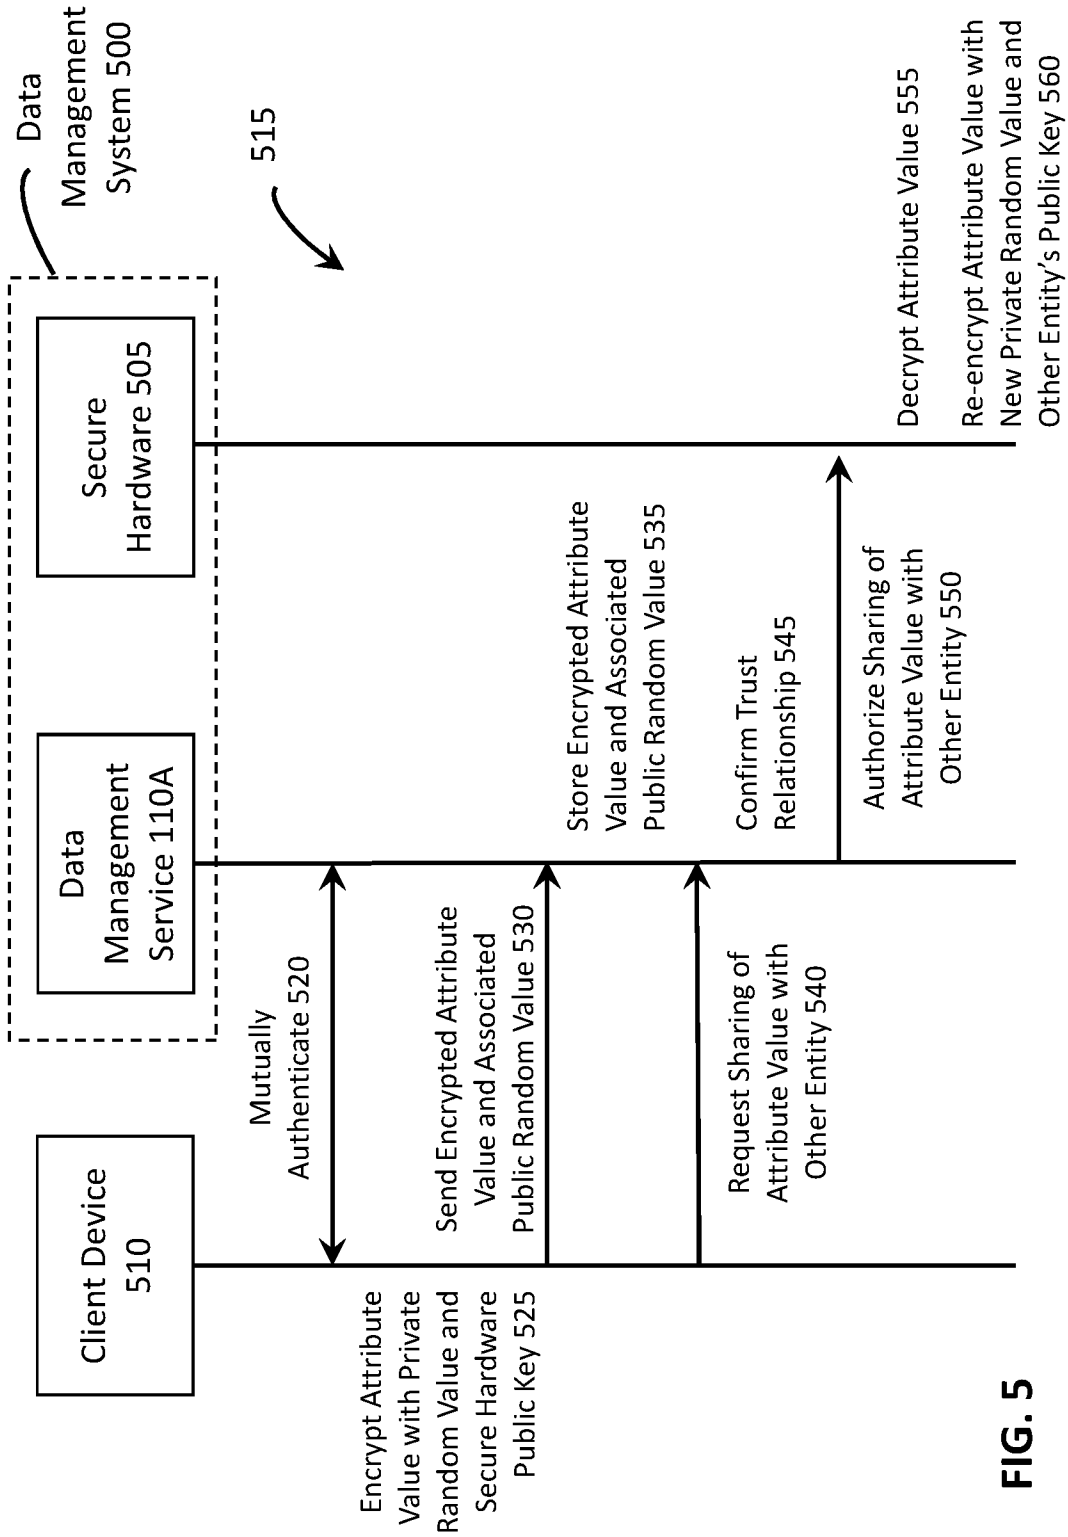 Data
Management
System 500
Client Device
510
Data
Management
Service 110A
Secure
Hardware 505
515
Mutually
Authenticate 520
Encrypt Attribute
Value with Private
Random Value and
Secure Hardware
Public Key 525
Send Encrypted Attribute
Value and Associated
Public Random Value 530
Store Encrypted Attribute
Value and Associated
Public Random Value 535
Request Sharing of
Attribute Value with
Other Entity 540
Confirm Trust
Relationship 545
Authorize Sharing of
Attribute Value with
Other Entity 550
Decrypt Attribute Value 555
Re-encrypt Attribute Value with
New Private Random Value and
Other Entity’s Public Key 560
FIG. 5